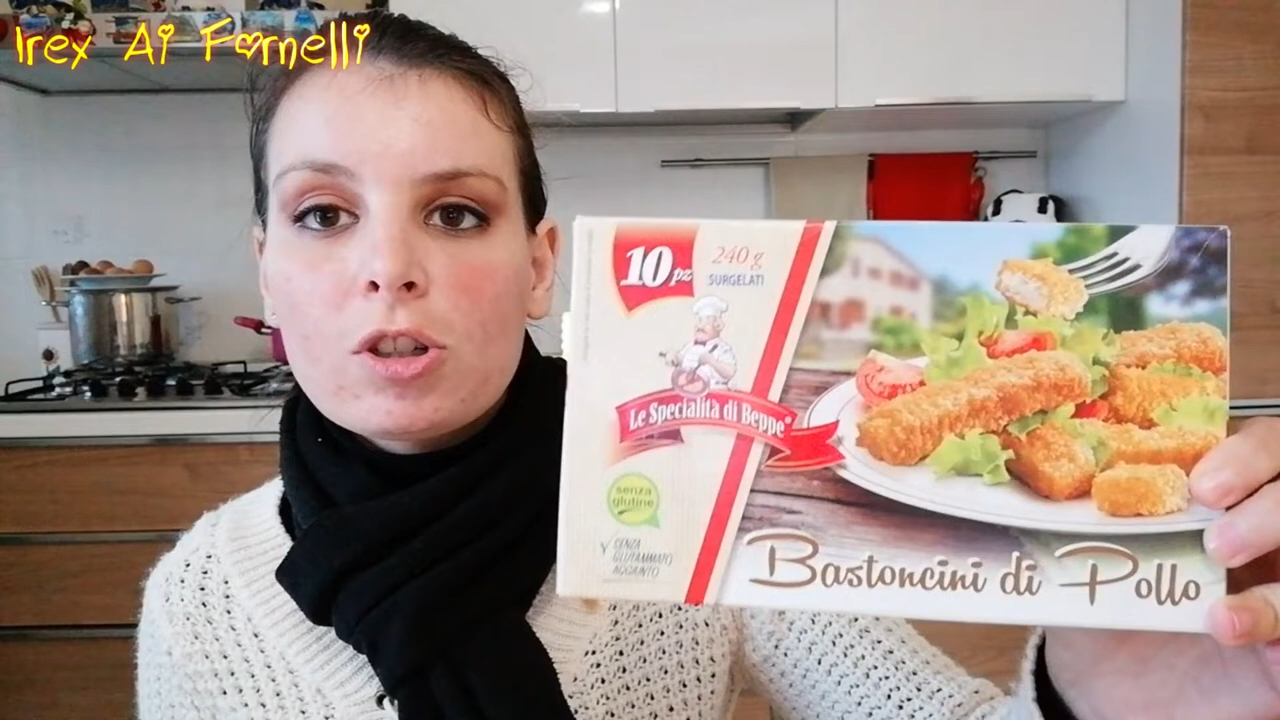 Irex Ai Fornelli
10 pz
240 g
SURGELATI
Le Specialità di Beppe®
senza
glutine
SENZA
GLUTAMMATO
AGGIUNTO
Bastoncini di Pollo